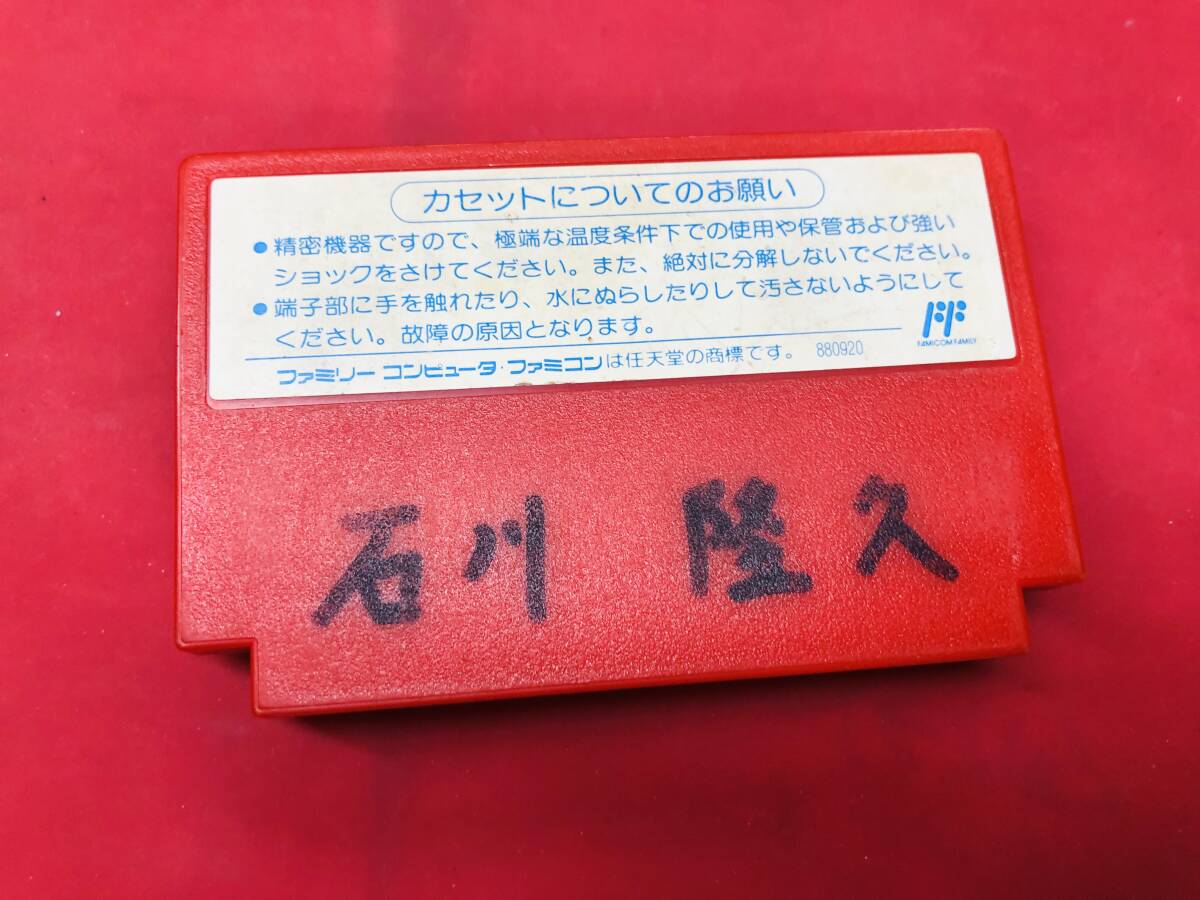 カセットについてのお願い
●精密機器ですので、極端な温度条件下での使用や保管および強い
ショックをさけてください。また、絶対に分解しないでください。
●端子部に手を触れたり、水にぬらしたりして汚さないようにして
ください。故障の原因となります。
FAMICOM FAMILY
ファミリー コンピュータ・ファミコンは任天堂の商標です。 880920
石川 隆久